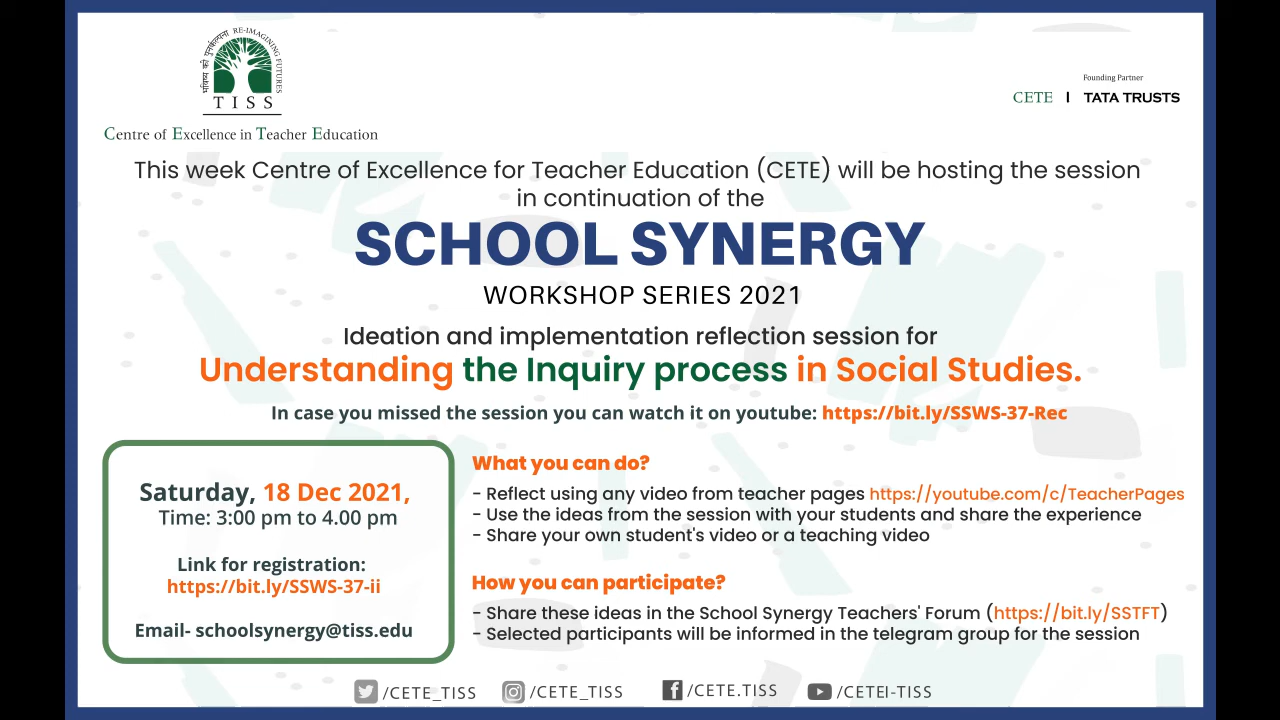 भविष्य की पुनर्कल्पना RE-IMAGINING FUTURES
TISS
Centre of Excellence in Teacher Education
Founding Partner
CETE | TATA TRUSTS
This week Centre of Excellence for Teacher Education (CETE) will be hosting the session
in continuation of the
SCHOOL SYNERGY
WORKSHOP SERIES 2021
Ideation and implementation reflection session for
Understanding the Inquiry process in Social Studies.
In case you missed the session you can watch it on youtube: https://bit.ly/SSWS-37-Rec
Saturday, 18 Dec 2021,
Time: 3:00 pm to 4.00 pm
Link for registration:
https://bit.ly/SSWS-37-ii
Email- schoolsynergy@tiss.edu
What you can do?
- Reflect using any video from teacher pages https://youtube.com/c/TeacherPages
- Use the ideas from the session with your students and share the experience
- Share your own student's video or a teaching video
How you can participate?
- Share these ideas in the School Synergy Teachers' Forum (https://bit.ly/SSTFT)
- Selected participants will be informed in the telegram group for the session
/CETE_TISS /CETE_TISS /CETE.TISS /CETEI-TISS